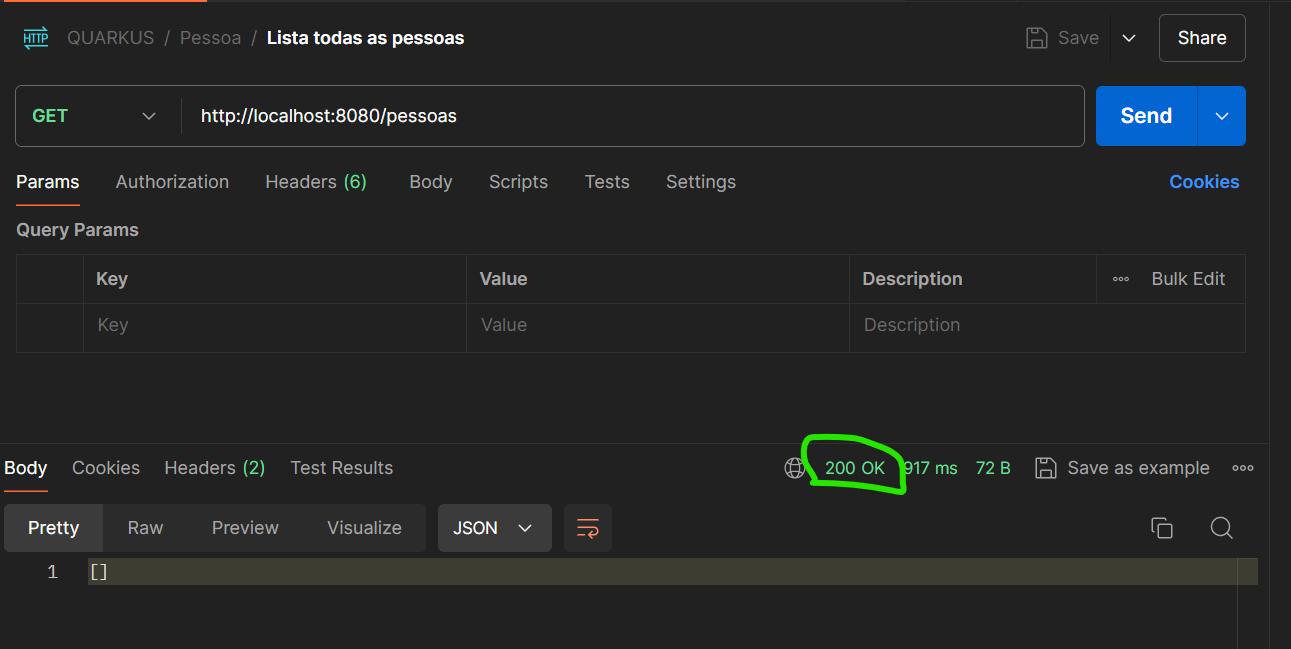 HTTP QUARKUS / Pessoa / Lista todas as pessoas Save Share
GET http://localhost:8080/pessoas Send
Params Authorization Headers (6) Body Scripts Tests Settings Cookies
Query Params
Key Value Description Bulk Edit
Key Value Description
Body Cookies Headers (2) Test Results 200 OK 917 ms 72 B Save as example
Pretty Raw Preview Visualize JSON
1 []